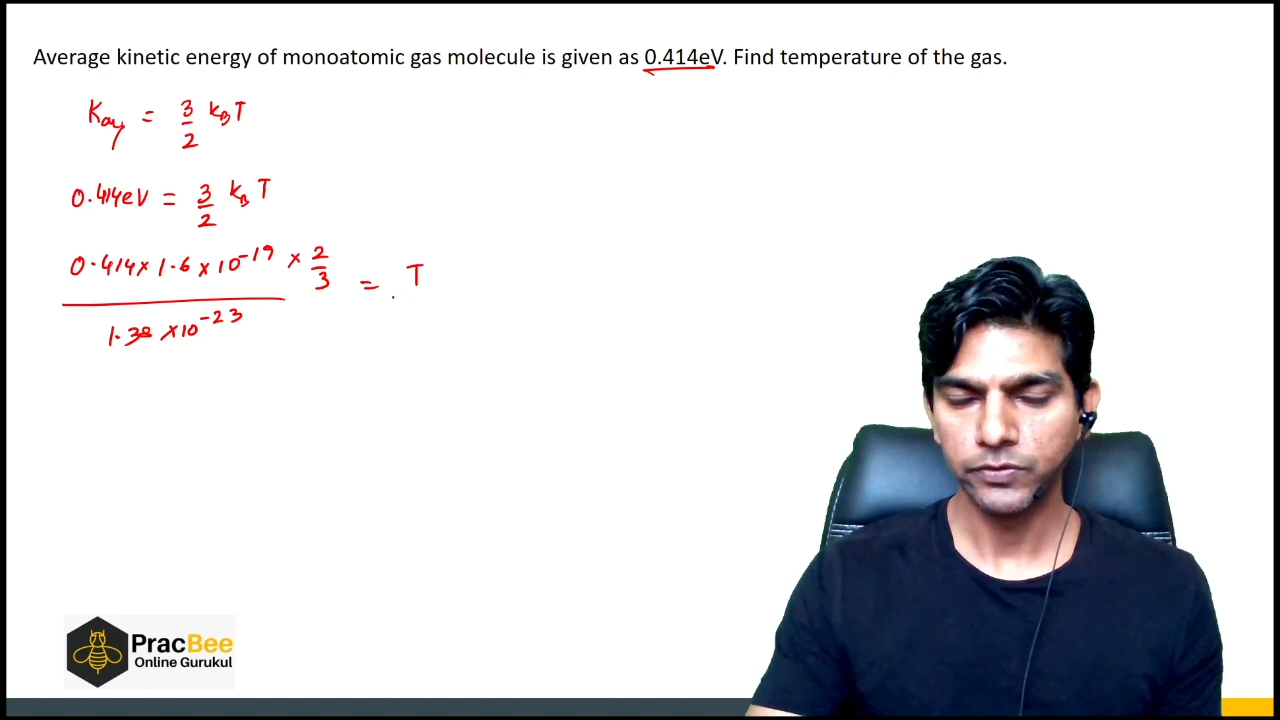 Average kinetic energy of monoatomic gas molecule is given as 0.414eV. Find temperature of the gas.
Kav = 3/2 kBT
0.414eV = 3/2 kB T
0.414 × 1.6 × 10^-19 × 2/3 / 1.38 × 10^-23 = T
PracBee
Online Gurukul